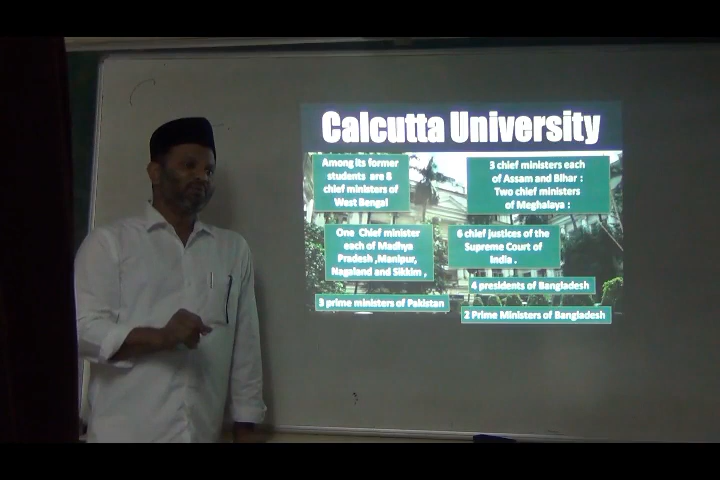 Calcutta University
Among its former
students are 8
chief ministers of
West Bengal
3 chief ministers each
of Assam and Bihar :
Two chief ministers
of Meghalaya :
One Chief minister
each of Madhya
Pradesh ,Manipur,
Nagaland and Sikkim ,
6 chief justices of the
Supreme Court of
India .
4 presidents of Bangladesh
3 prime ministers of Pakistan
2 Prime Ministers of Bangladesh